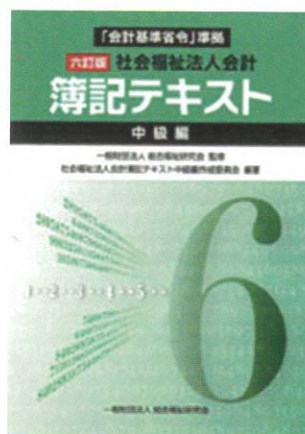 「会計基準省令」準拠
六訂版 社会福祉法人会計
簿記テキスト
中級編
一般財団法人 総合福祉研究会 監修
社会福祉法人会計簿記テキスト中級編作成委員会 編著
1··2··3··4··5··
6
一般財団法人 総合福祉研究会